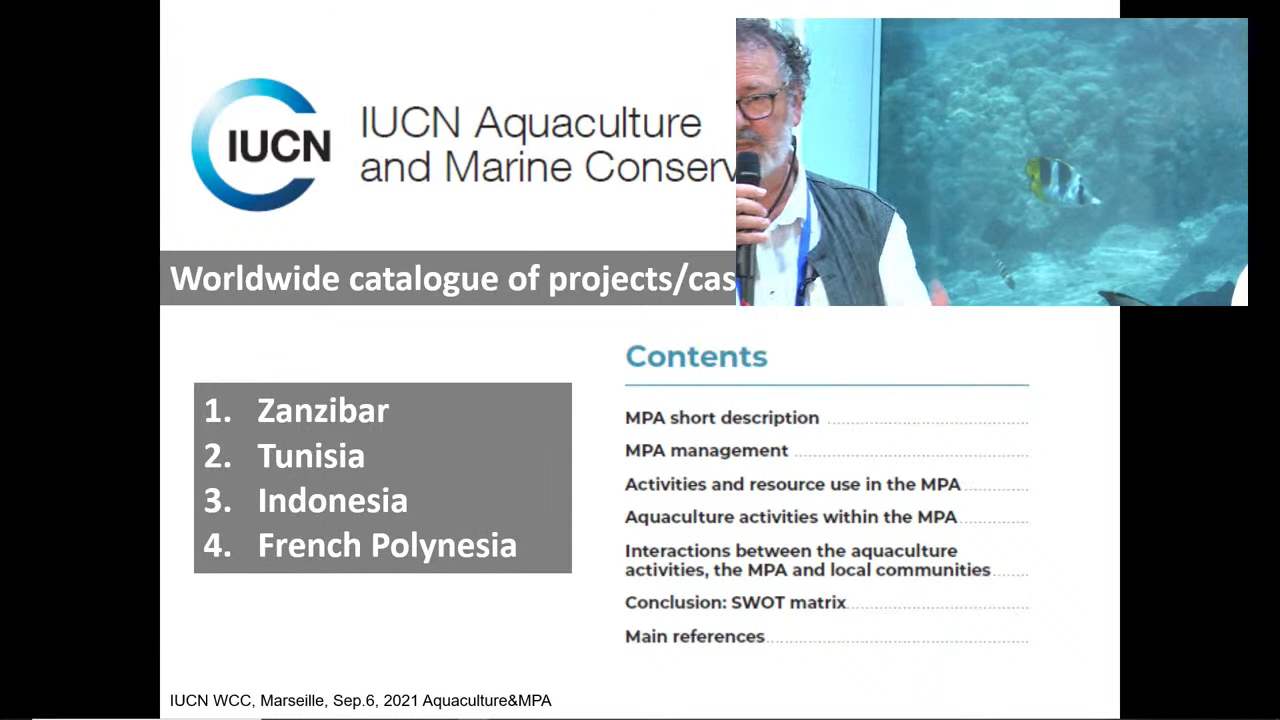 IUCN
IUCN Aquaculture
and Marine Conserv
Worldwide catalogue of projects/cas
1. Zanzibar
2. Tunisia
3. Indonesia
4. French Polynesia
Contents
MPA short description
MPA management
Activities and resource use in the MPA
Aquaculture activities within the MPA
Interactions between the aquaculture
activities, the MPA and local communities
Conclusion: SWOT matrix
Main references
IUCN WCC, Marseille, Sep.6, 2021 Aquaculture&MPA